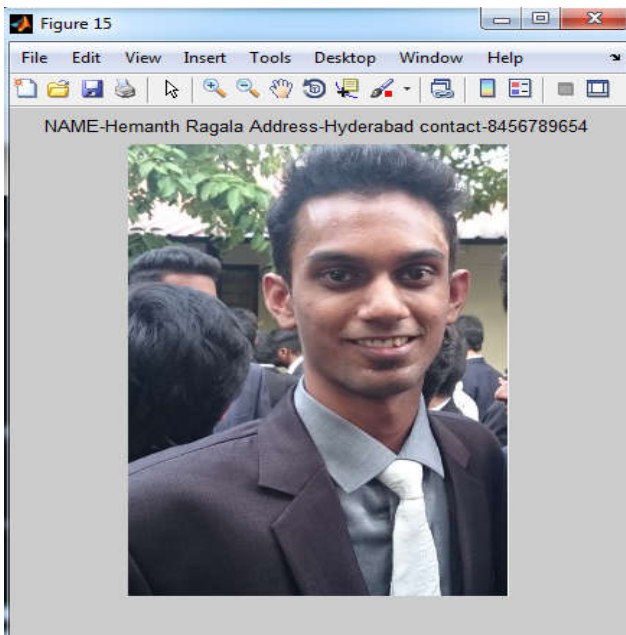 Figure 15
File Edit View Insert Tools Desktop Window Help
NAME-Hemanth Ragala Address-Hyderabad contact-8456789654